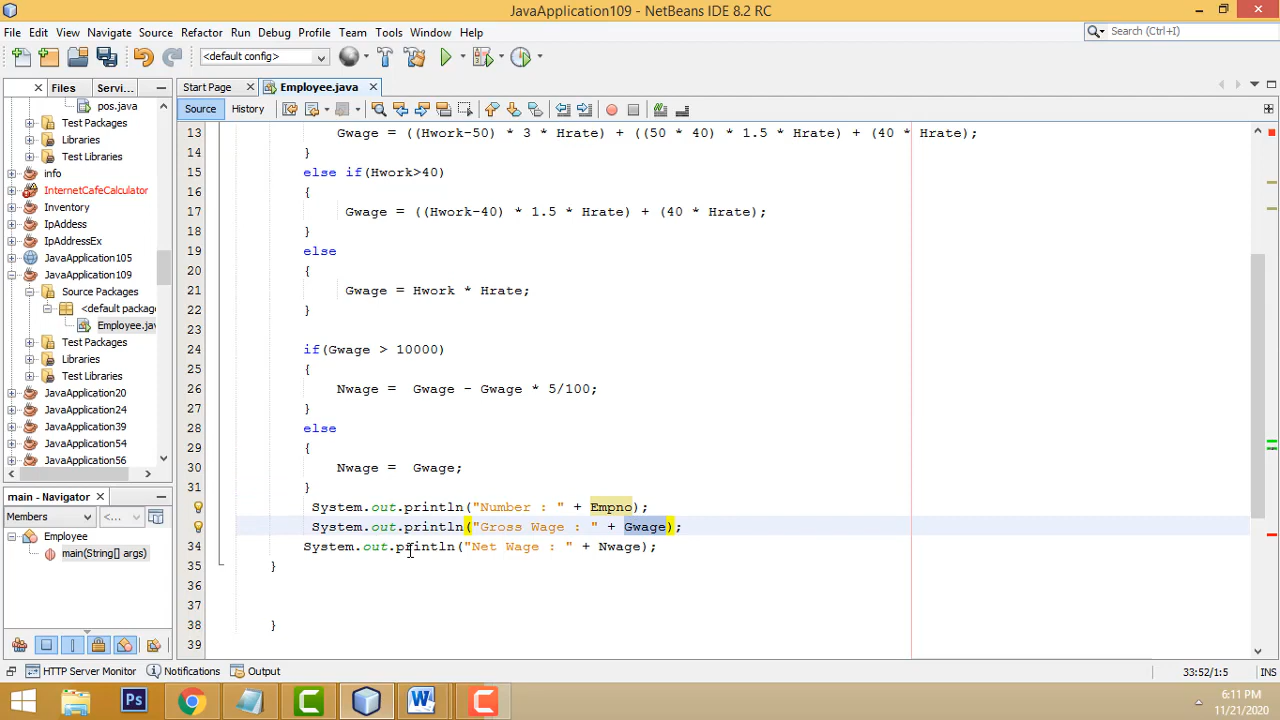 JavaApplication109 - NetBeans IDE 8.2 RC
File Edit View Navigate Source Refactor Run Debug Profile Team Tools Window Help
Search (Ctrl+I)
<default config>
Files Servi...
Start Page Employee.java
Source History
pos.java
Test Packages
Libraries
Test Libraries
info
InternetCafeCalculator
Inventory
IpAddess
IpAddressEx
JavaApplication105
JavaApplication109
Source Packages
<default package
Employee.jav
Test Packages
Libraries
Test Libraries
JavaApplication20
JavaApplication24
JavaApplication39
JavaApplication54
JavaApplication56
main - Navigator
Members <...>
Employee
main(String[] args)
13 Gwage = ((Hwork-50) * 3 * Hrate) + ((50 * 40) * 1.5 * Hrate) + (40 * Hrate);
14 }
15 else if(Hwork>40)
16 {
17 Gwage = ((Hwork-40) * 1.5 * Hrate) + (40 * Hrate);
18 }
19 else
20 {
21 Gwage = Hwork * Hrate;
22 }
23
24 if(Gwage > 10000)
25 {
26 Nwage = Gwage - Gwage * 5/100;
27 }
28 else
29 {
30 Nwage = Gwage;
31 }
System.out.println("Number : " + Empno);
System.out.println("Gross Wage : " + Gwage);
34 System.out.println("Net Wage : " + Nwage);
35 }
36
37
38 }
39
HTTP Server Monitor Notifications Output
33:52/1:5 INS
6:11 PM
11/21/2020